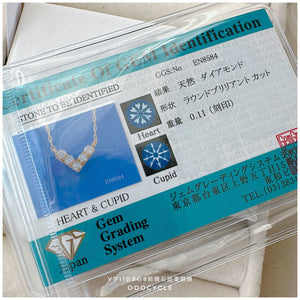 Certificate Of Gem Identification
GGS.No EN8584
STONE TO BE IDENTIFIED
結果 天然 ダイアモンド
形状 ラウンドブリリアント カット
重量 0.11 (刻印)
Heart
Cupid
EN8584
HEART & CUPID
Gem
Grading
System
ジェムグレーディングシステム
東京都台東区上野五丁目
OOOCYCLE